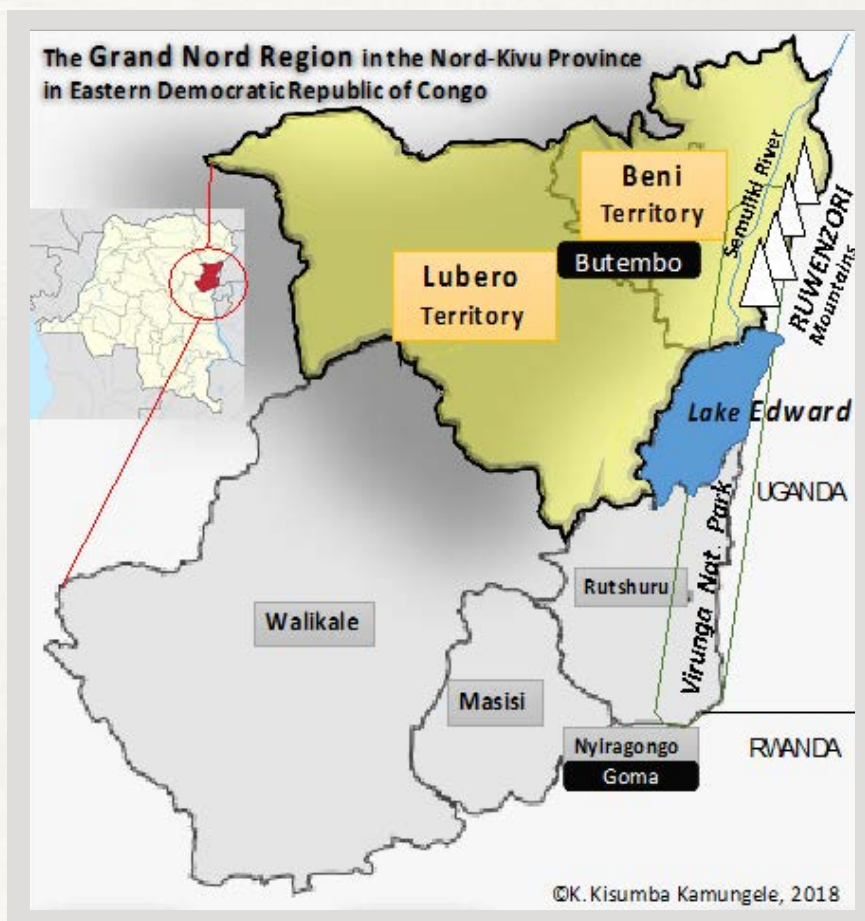 The Grand Nord Region in the Nord-Kivu Province
in Eastern Democratic Republic of Congo
Beni
Territory
Butembo
Lubero
Territory
Semuliki River
RUWENZORI
Mountains
Lake Edward
UGANDA
Virunga Nat. Park
Rutshuru
Walikale
Masisi
Nyiragongo
Goma
RWANDA
©K. Kisumba Kamungele, 2018